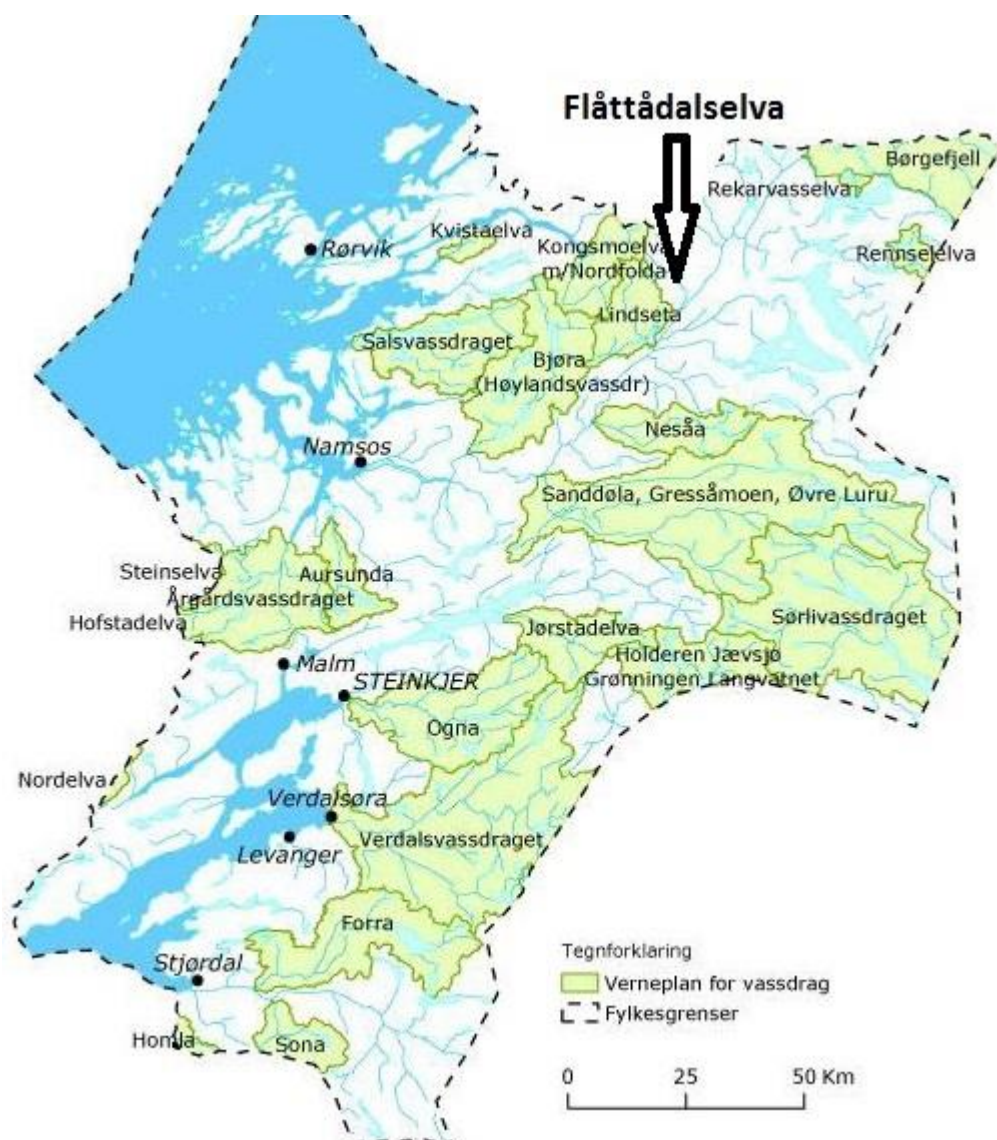 Flåttådalselva
Børgefjell
Rekarvasselva
Kvistaelva
Rørvik
Kongsmoelva
m/Nordfolda
Rennselelva
Lindseta
Salsvassdraget
Bjøra
(Høylandsvassdr)
Nesåa
Namsos
Sanddøla, Gressåmoen, Øvre Luru
Steinselva
Aursunda
Årgårdsvassdraget
Hofstadelva
Sørlivassdraget
Jørstadelva
Holderen Jævsjø
Grønningen Langvatnet
Malm
STEINKJER
Ogna
Nordelva
Verdalsøra
Verdalsvassdraget
Levanger
Forra
Stjørdal
Homla
Sona
Tegnforklaring
Verneplan for vassdrag
Fylkesgrenser
0 25 50 Km